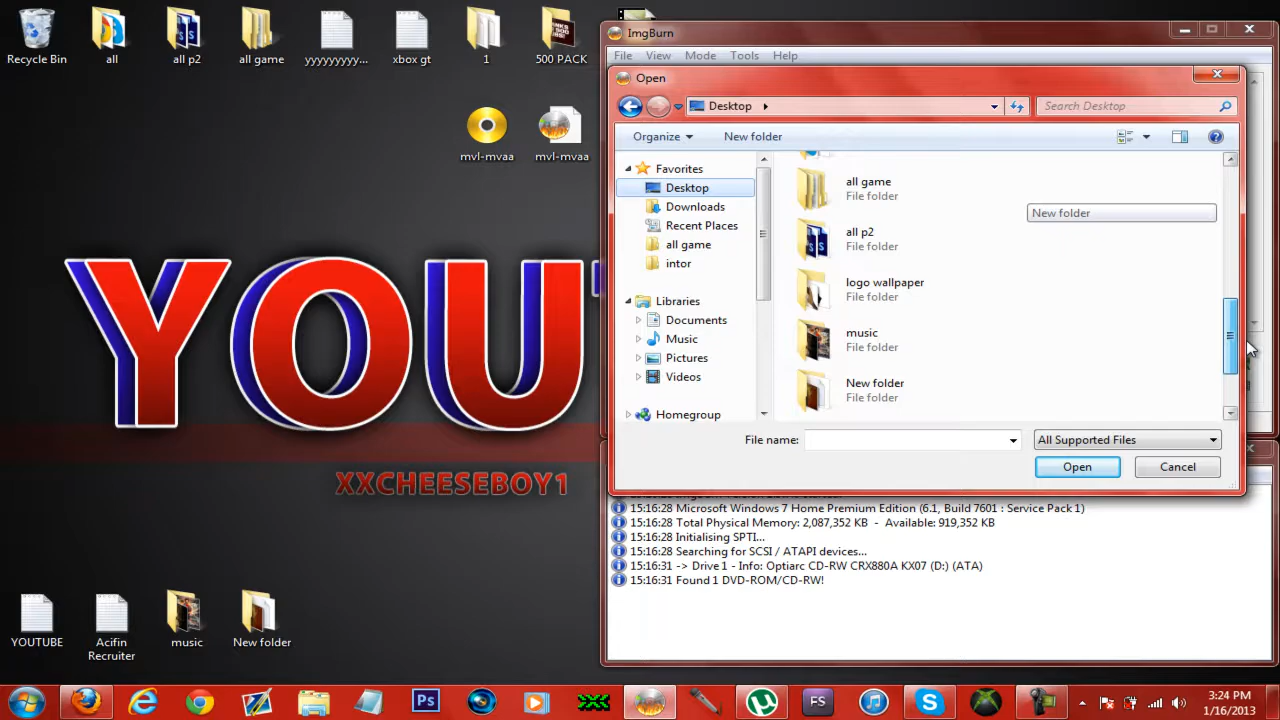 Recycle Bin
all
all p2
all game
yyyyyyyyy...
xbox gt
1
500 PACK
mvl-mvaa
mvl-mvaa
YOU
XXCHEESEBOY1
YOUTUBE
Acifin
Recruiter
music
New folder
ImgBurn
File View Mode Tools Help
Open
Desktop
Search Desktop
Organize
New folder
Favorites
Desktop
Downloads
Recent Places
all game
intor
Libraries
Documents
Music
Pictures
Videos
Homegroup
all game
File folder
New folder
all p2
File folder
logo wallpaper
File folder
music
File folder
New folder
File folder
File name:
All Supported Files
Open
Cancel
15:16:28 Microsoft Windows 7 Home Premium Edition (6.1, Build 7601 : Service Pack 1)
15:16:28 Total Physical Memory: 2,087,352 KB - Available: 919,352 KB
15:16:28 Initialising SPTI...
15:16:28 Searching for SCSI / ATAPI devices...
15:16:31 -> Drive 1 - Info: Optiarc CD-RW CRX880A KX07 (D:) (ATA)
15:16:31 Found 1 DVD-ROM/CD-RW!
Ps
FS
3:24 PM
1/16/2013